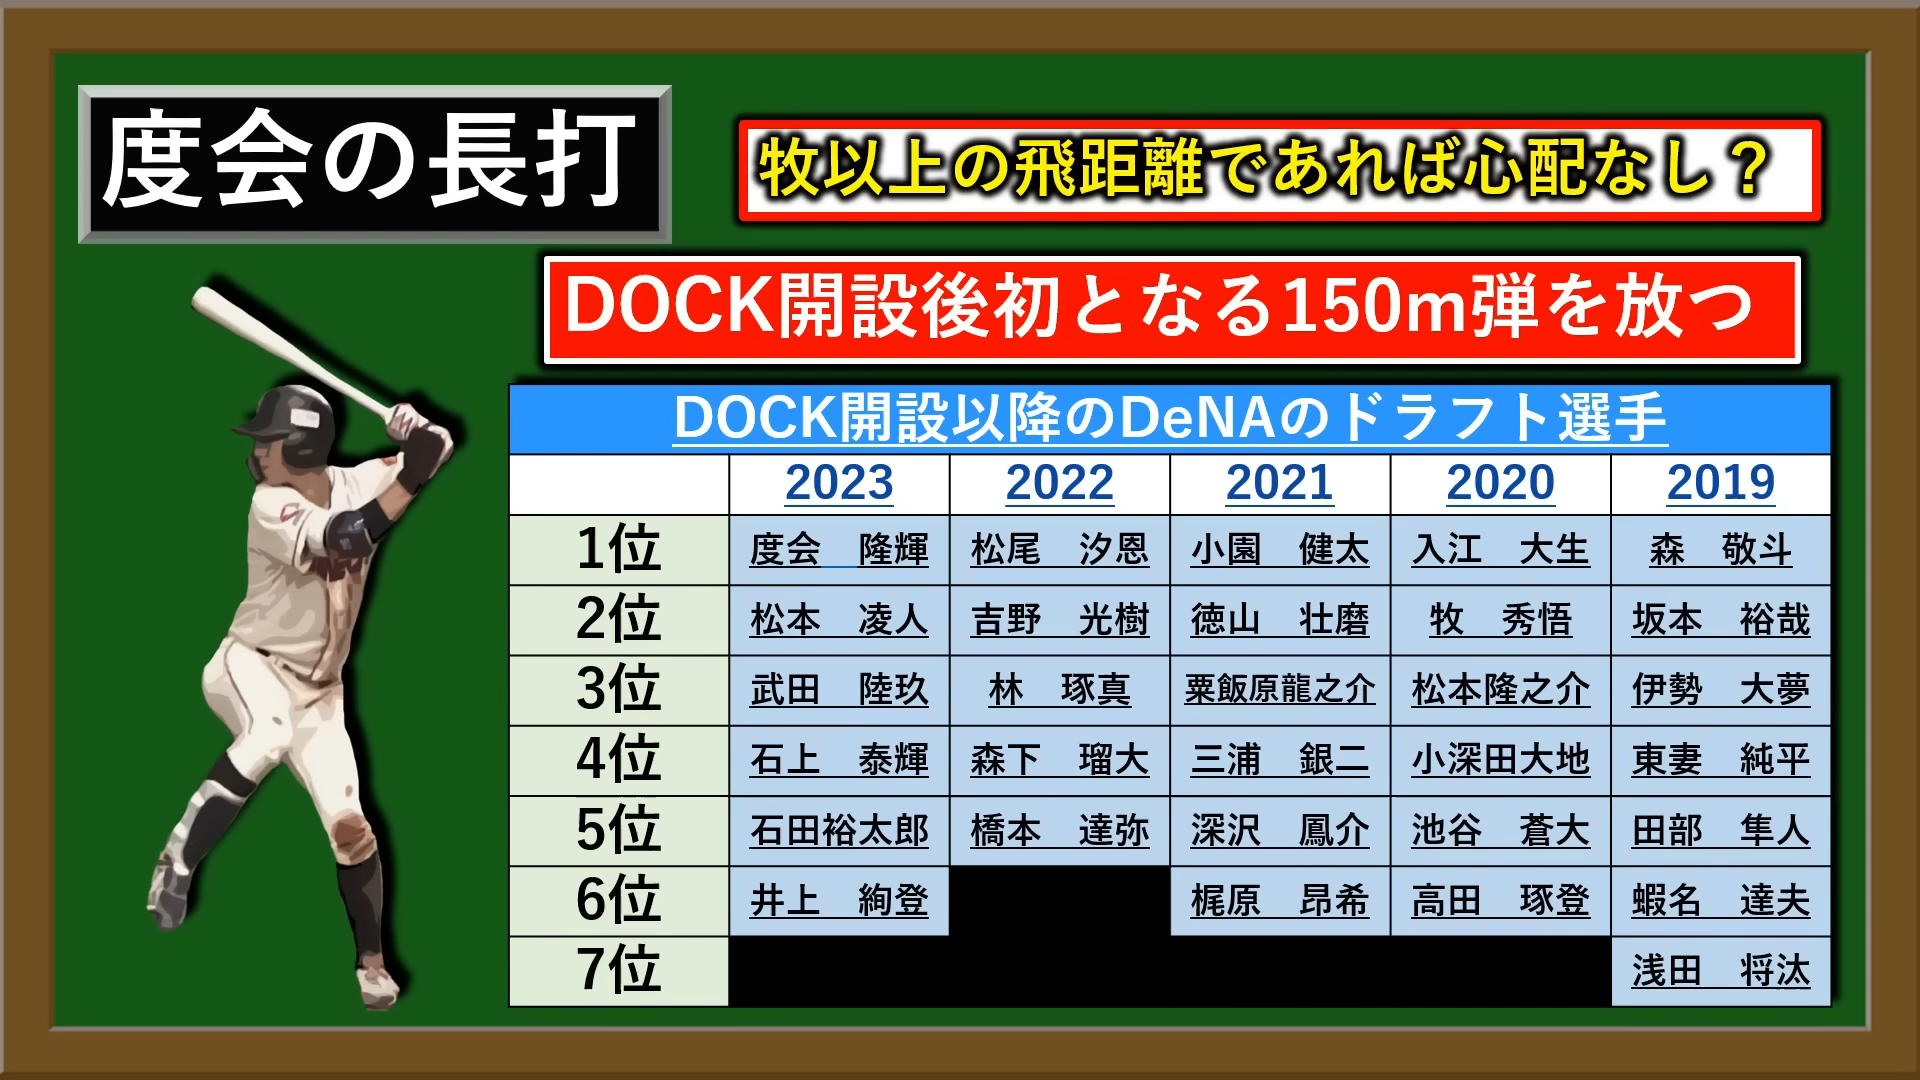 度会の長打
牧以上の飛距離であれば心配なし？
DOCK開設後初となる150m弾を放つ
DOCK開設以降のDeNAのドラフト選手
2023 2022 2021 2020 2019
1位 度会　隆輝 松尾　汐恩 小園　健太 入江　大生 森　敬斗
2位 松本　凌人 吉野　光樹 徳山　壮磨 牧　秀悟 坂本　裕哉
3位 武田　陸玖 林　琢真 粟飯原龍之介 松本隆之介 伊勢　大夢
4位 石上　泰輝 森下　瑠大 三浦　銀二 小深田大地 東妻　純平
5位 石田裕太郎 橋本　達弥 深沢　鳳介 池谷　蒼大 田部　隼人
6位 井上　絢登 梶原　昂希 高田　琢登 蝦名　達夫
7位 浅田　将汰